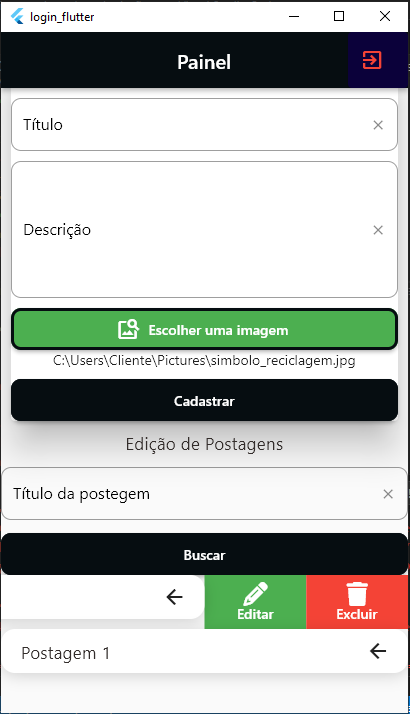 login_flutter
Painel
Título
Descrição
Escolher uma imagem
C:\Users\Cliente\Pictures\simbolo_reciclagem.jpg
Cadastrar
Edição de Postagens
Título da postegem
Buscar
Editar
Excluir
Postagem 1